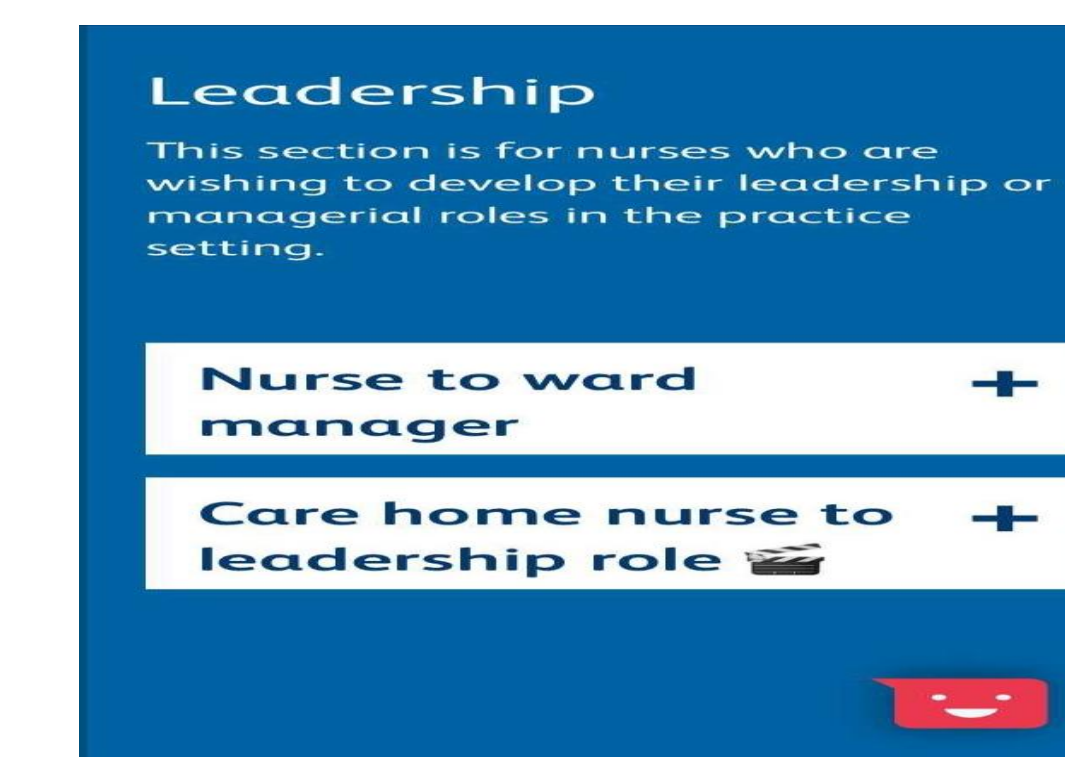 Leadership
This section is for nurses who are
wishing to develop their leadership or
managerial roles in the practice
setting.
Nurse to ward
manager
Care home nurse to
leadership role 🎬